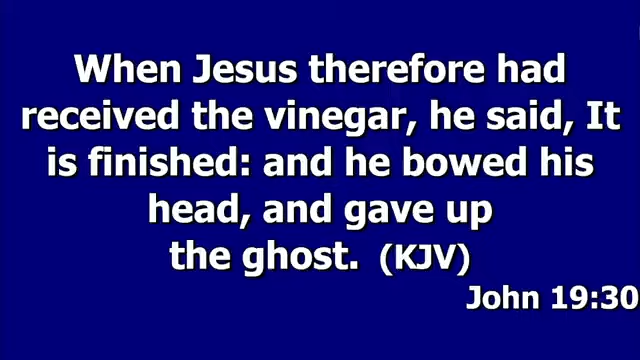 When Jesus therefore had
received the vinegar, he said, It
is finished: and he bowed his
head, and gave up
the ghost. (KJV)
John 19:30